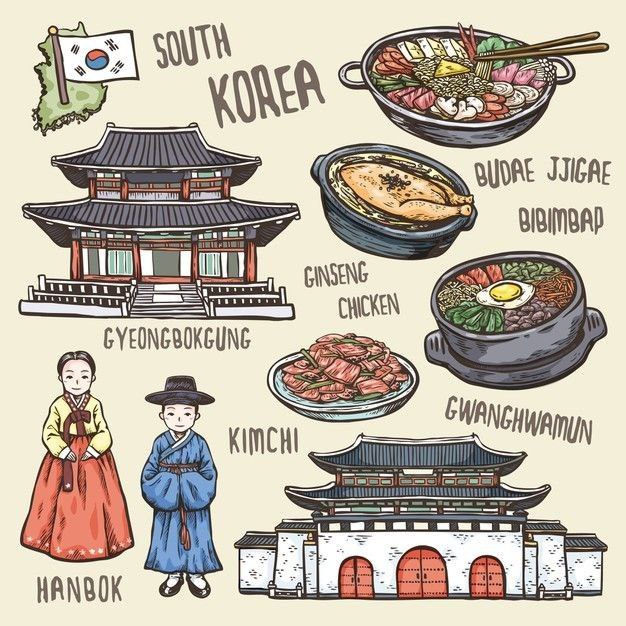 SOUTH
KOREA
BUDAE JJIGAE
BIBIMBAP
GINSENG
CHICKEN
GYEONGBOKGUNG
GWANGHWAMUN
KIMCHI
HANBOK